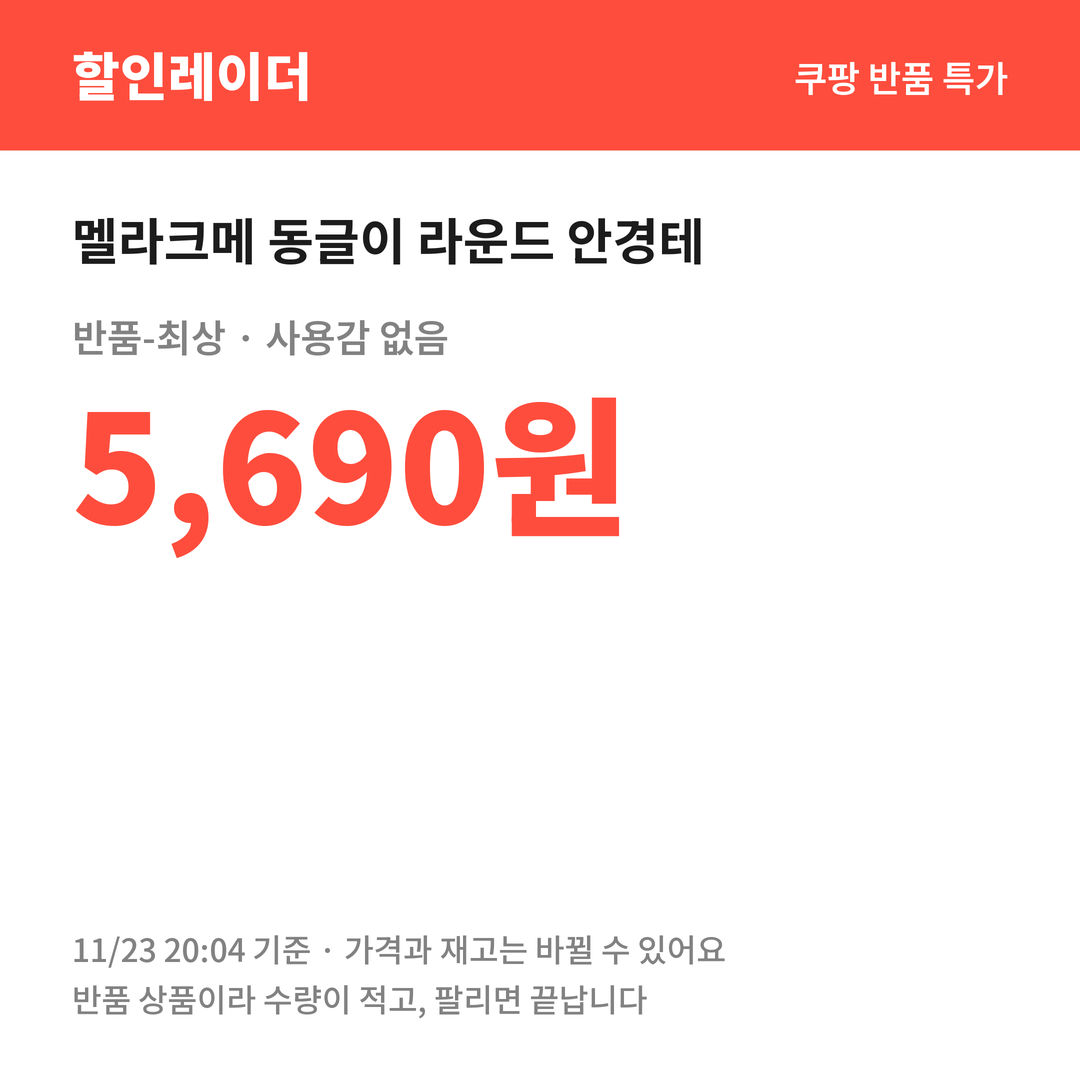 할인레이더
쿠팡 반품 특가
멜라크메 동글이 라운드 안경테
반품-최상 · 사용감 없음
5,690원
11/23 20:04 기준 · 가격과 재고는 바뀔 수 있어요
반품 상품이라 수량이 적고, 팔리면 끝납니다